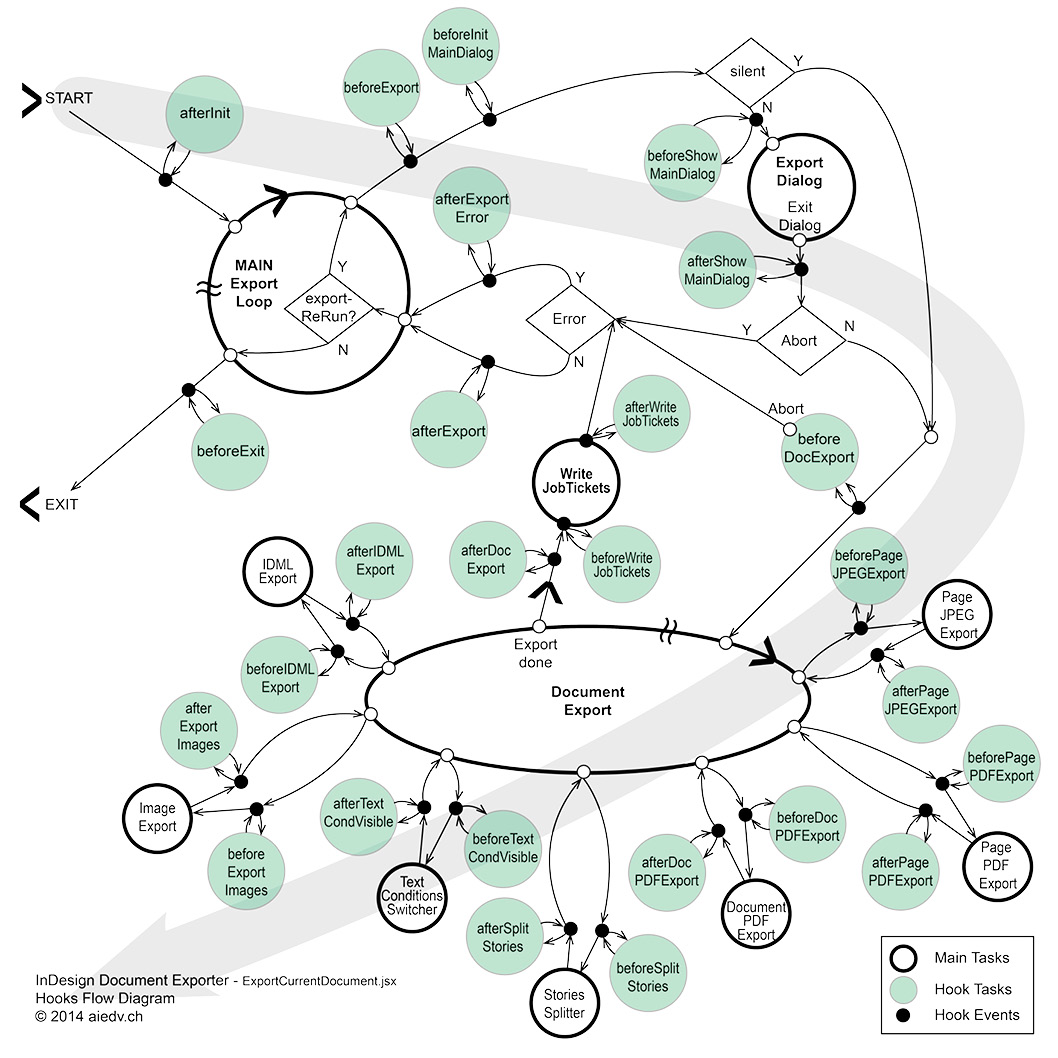 START
afterInit
beforeExport
beforeInit
MainDialog
silent
Y
N
beforeShow
MainDialog
Export
Dialog
Exit
Dialog
afterShow
MainDialog
Abort
Y
N
afterExport
Error
MAIN
Export
Loop
export-
ReRun?
Y
N
Error
Y
N
afterExport
beforeExit
EXIT
Abort
before
DocExport
afterWrite
JobTickets
Write
JobTickets
afterDoc
Export
beforeWrite
JobTickets
IDML
Export
afterIDML
Export
beforeIDML
Export
Export
done
Document
Export
beforePage
JPEGExport
Page
JPEG
Export
afterPage
JPEGExport
after
Export
Images
Image
Export
before
Export
Images
afterText
CondVisible
beforeText
CondVisible
Text
Conditions
Switcher
afterSplit
Stories
beforeSplit
Stories
Stories
Splitter
afterDoc
PDFExport
beforeDoc
PDFExport
Document
PDF
Export
beforePage
PDFExport
afterPage
PDFExport
Page
PDF
Export
InDesign Document Exporter - ExportCurrentDocument.jsx
Hooks Flow Diagram
© 2014 aiedv.ch
Main Tasks
Hook Tasks
Hook Events